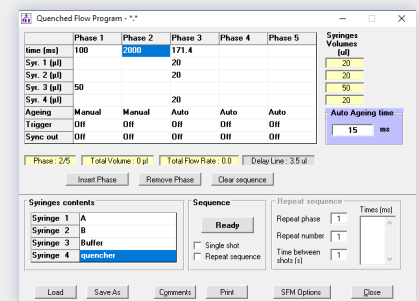 Quenched Flow Program - *.*
Phase 1 Phase 2 Phase 3 Phase 4 Phase 5
time (ms) 100 2000 171.4
Syr. 1 (µl) 20
Syr. 2 (µl) 20
Syr. 3 (µl) 50
Syr. 4 (µl) 20
Ageing Manual Manual Auto Auto Auto
Trigger Off Off Off Off Off
Sync out Off Off Off Off Off
Syringes
Volumes
(ul)
20
20
50
20
Auto Ageing time
15 ms
Phase : 2/5 Total Volume : 0 µl Total Flow Rate : 0.0 Delay Line : 3.5 ul
Insert Phase Remove Phase Clear sequence
Syringes contents
Syringe 1 A
Syringe 2 B
Syringe 3 Buffer
Syringe 4 quencher
Sequence
Ready
Single shot
Repeat sequence
Repeat sequence
Repeat phase 1
Repeat number 1
Time between
shots (s) 1
Times (ms)
Load Save As Comments Print SFM Options Close